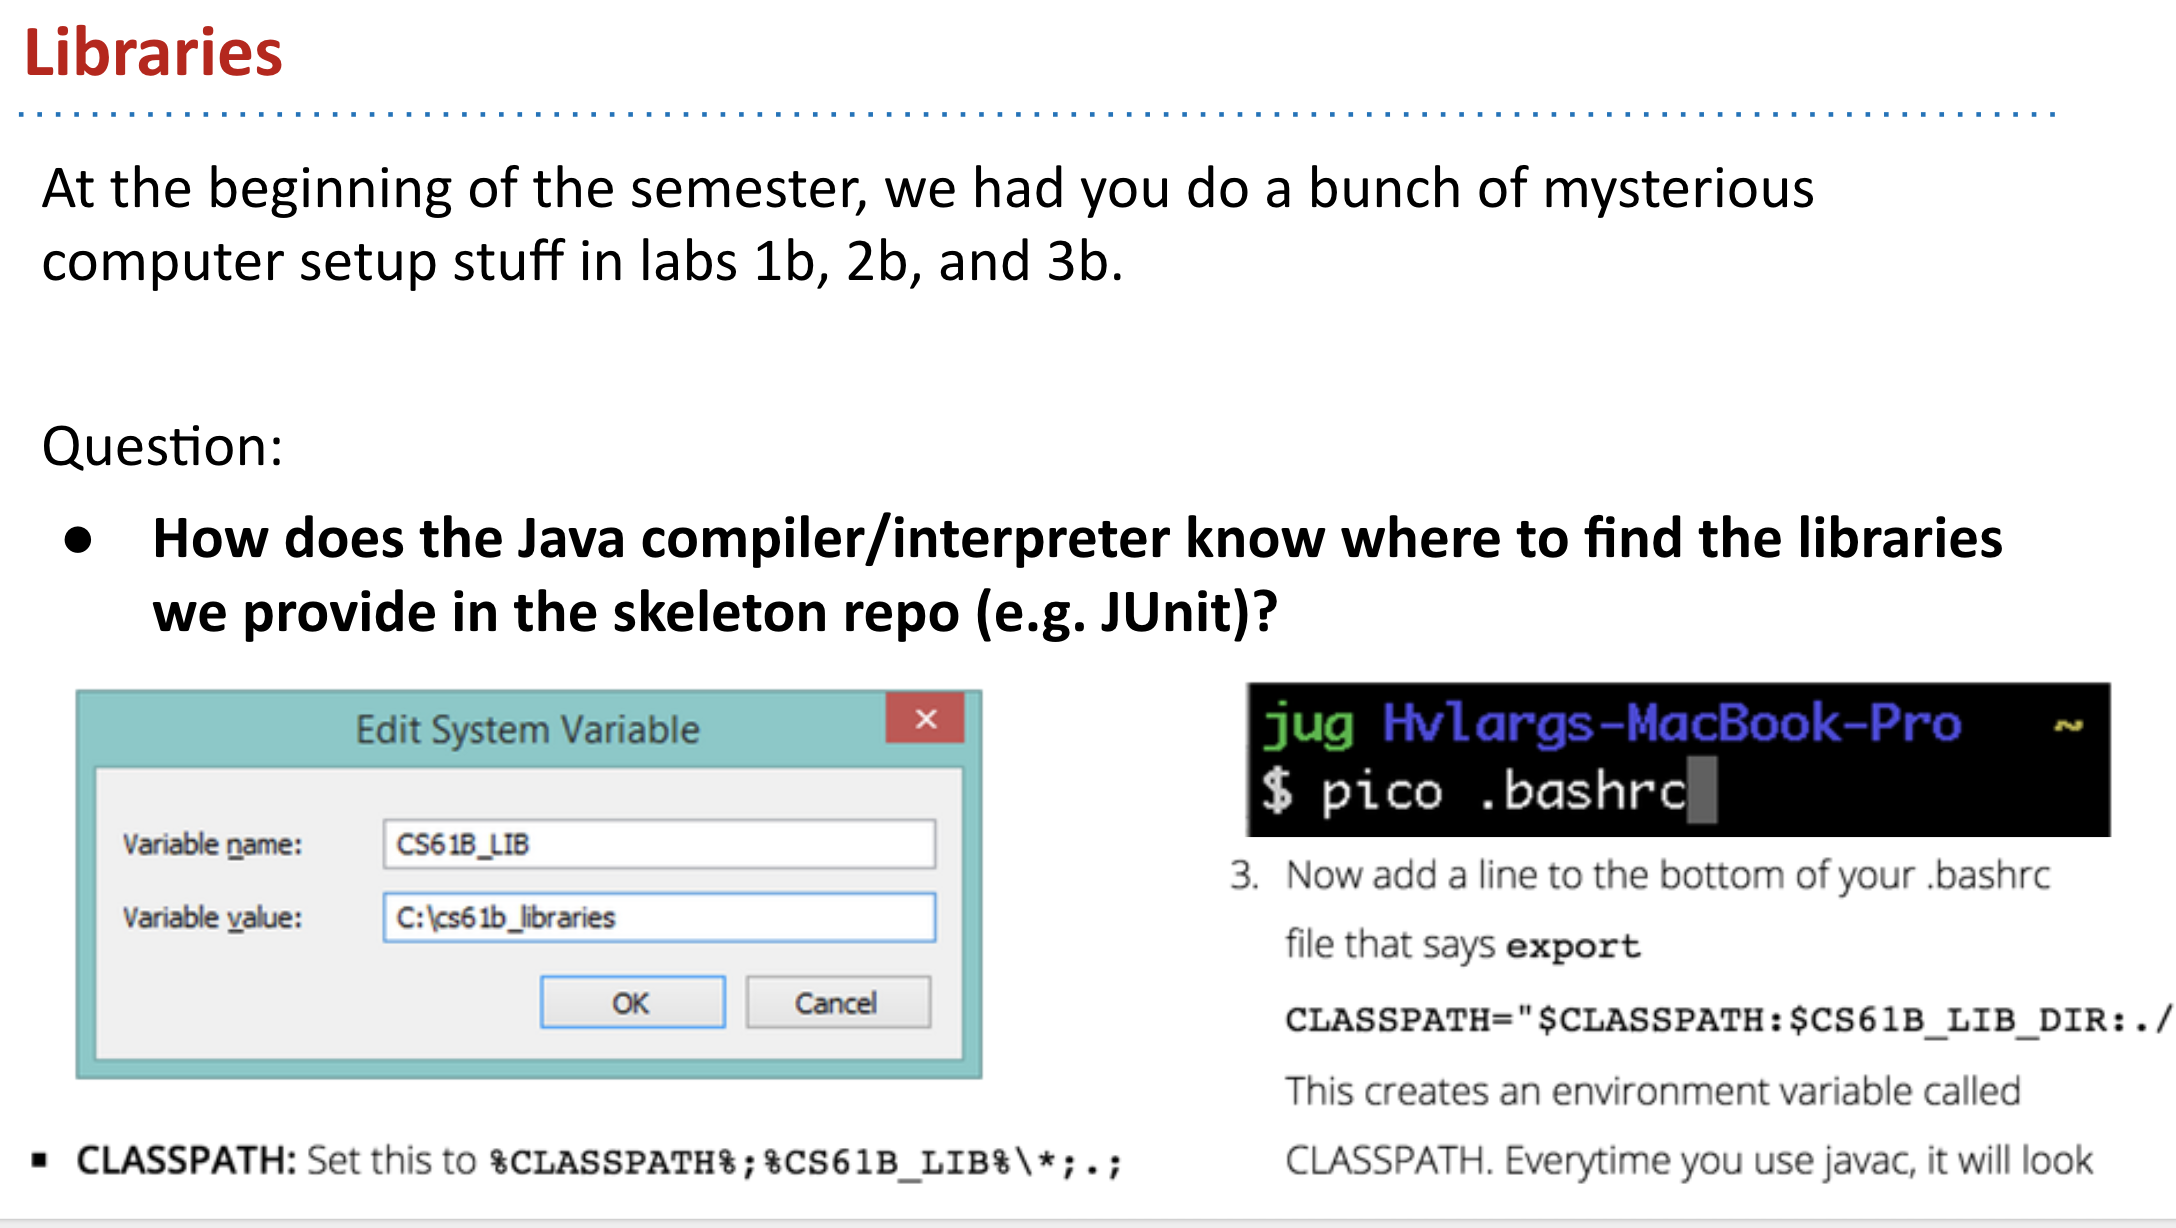 Libraries
At the beginning of the semester, we had you do a bunch of mysterious
computer setup stuff in labs 1b, 2b, and 3b.
Question:
● How does the Java compiler/interpreter know where to find the libraries
we provide in the skeleton repo (e.g. JUnit)?
Edit System Variable
Variable name: CS61B_LIB
Variable value: C:\cs61b_libraries
OK Cancel
▪ CLASSPATH: Set this to %CLASSPATH%;%CS61B_LIB%\*;.;
jug Hvlargs-MacBook-Pro ~
$ pico .bashrc
3. Now add a line to the bottom of your .bashrc
file that says export
CLASSPATH="$CLASSPATH:$CS61B_LIB_DIR:./
This creates an environment variable called
CLASSPATH. Everytime you use javac, it will look